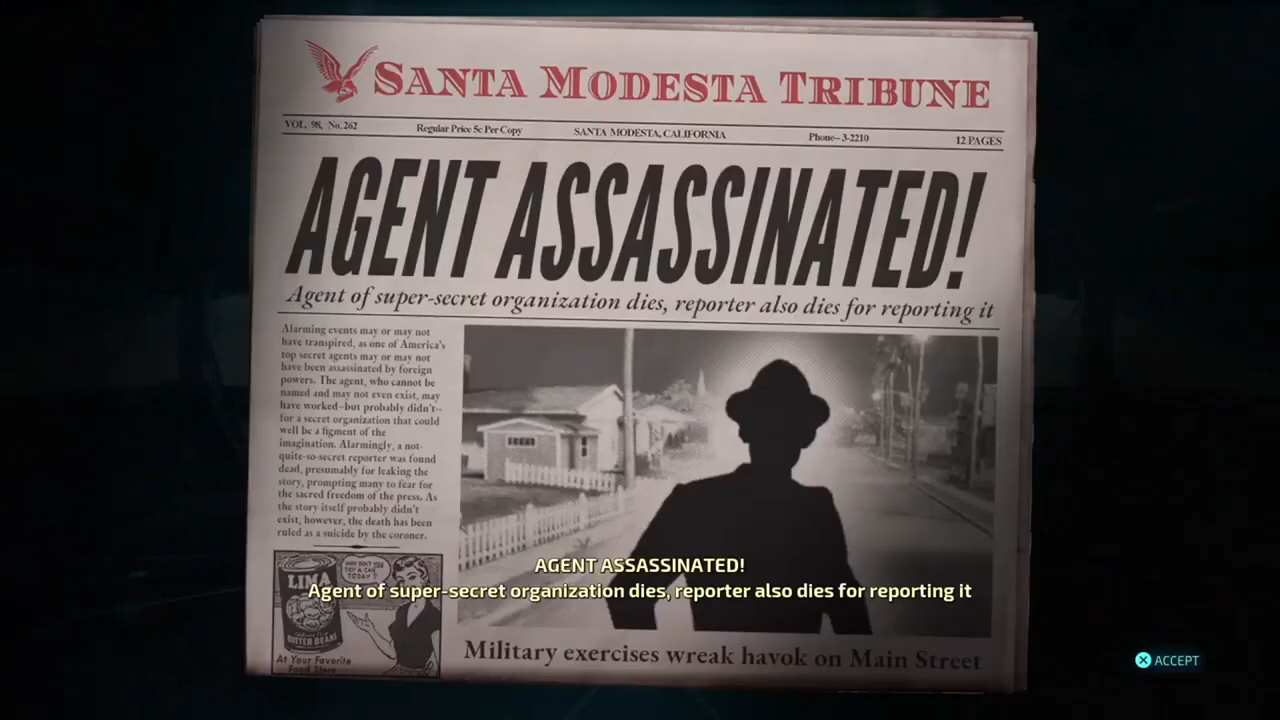 SANTA MODESTA TRIBUNE
VOL. 98, No. 262
Regular Price 5c Per Copy
SANTA MODESTA, CALIFORNIA
Phone–3-2210
12 PAGES
AGENT ASSASSINATED!
Agent of super-secret organization dies, reporter also dies for reporting it
Alarming events may or may not
have transpired, as one of America's
top secret agents may or may not
have been assassinated by foreign
powers. The agent, who cannot be
named and may not even exist, may
have worked–but probably didn't–
for a secret organization that could
well be a figment of the
imagination. Alarmingly, a not-
quite-so-secret reporter was found
dead, presumably for leaking the
story, prompting many to fear for
the sacred freedom of the press. As
the story itself probably didn't
exist, however, the death has been
ruled as a suicide by the coroner.
WHY DON'T YOU
TRY A CAN
TODAY?
LIMA
BUTTER BEANS
At Your Favorite
Food Store
AGENT ASSASSINATED!
Agent of super-secret organization dies, reporter also dies for reporting it
Military exercises wreak havok on Main Street
ACCEPT